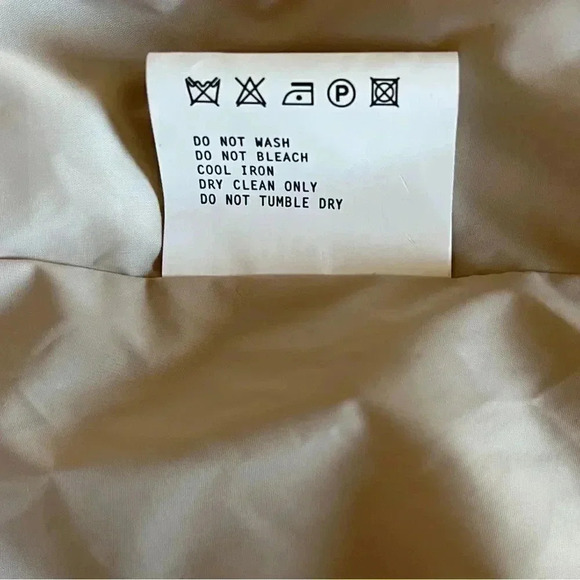 P
DO NOT WASH
DO NOT BLEACH
COOL IRON
DRY CLEAN ONLY
DO NOT TUMBLE DRY